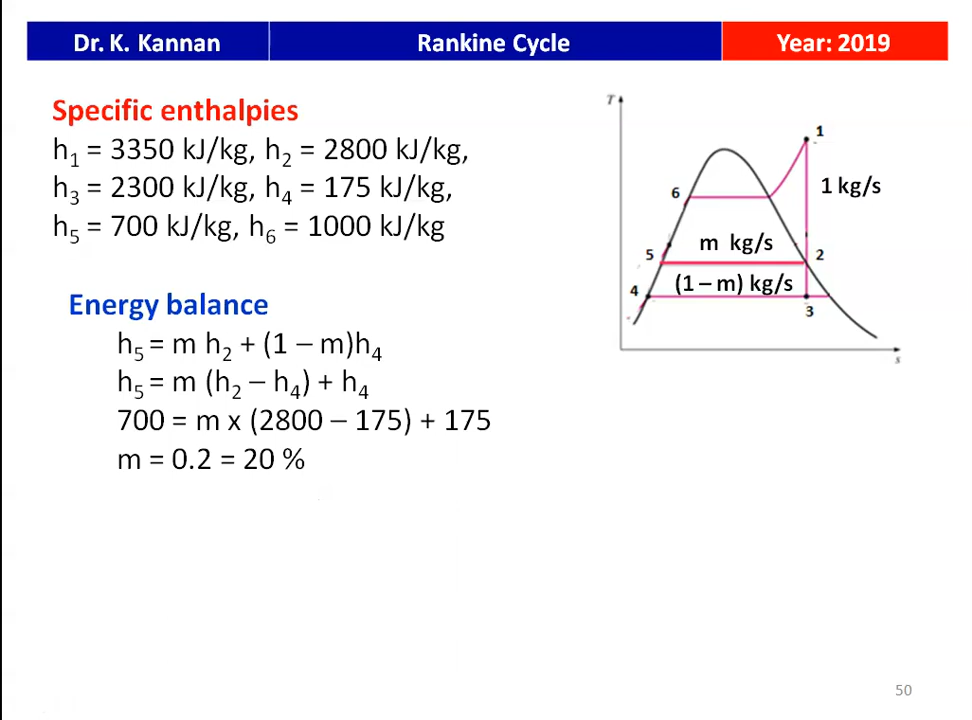 Dr. K. Kannan
Rankine Cycle
Year: 2019
Specific enthalpies
h₁ = 3350 kJ/kg, h₂ = 2800 kJ/kg,
h₃ = 2300 kJ/kg, h₄ = 175 kJ/kg,
h₅ = 700 kJ/kg, h₆ = 1000 kJ/kg
Energy balance
h₅ = m h₂ + (1 – m)h₄
h₅ = m (h₂ – h₄) + h₄
700 = m x (2800 – 175) + 175
m = 0.2 = 20 %
T
1
6
1 kg/s
m kg/s
5
2
4
(1 – m) kg/s
3
s
50